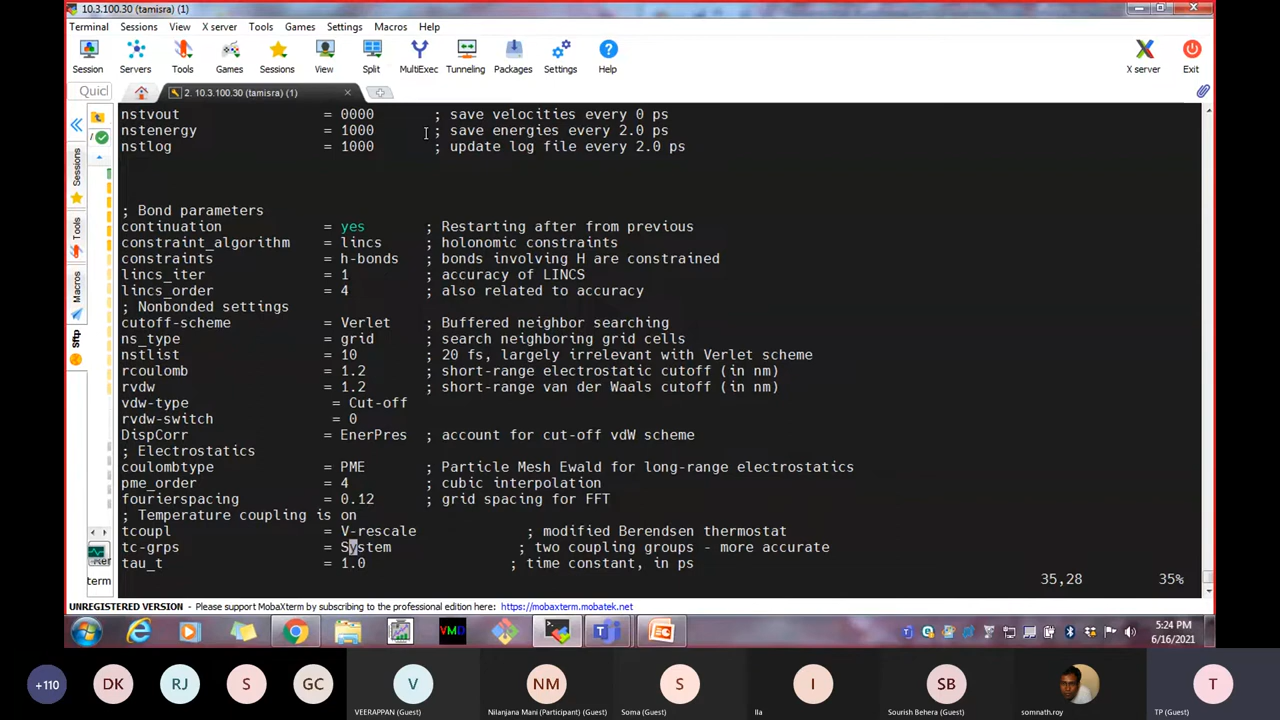 10.3.100.30 (tamisra) (1)
Terminal Sessions View X server Tools Games Settings Macros Help
Session Servers Tools Games Sessions View Split MultiExec Tunneling Packages Settings Help X server Exit
Quicl
2. 10.3.100.30 (tamisra) (1)
Sessions
Tools
Macros
Sftp
term
nstvout = 0000 ; save velocities every 0 ps
nstenergy = 1000 ; save energies every 2.0 ps
nstlog = 1000 ; update log file every 2.0 ps
; Bond parameters
continuation = yes ; Restarting after from previous
constraint_algorithm = lincs ; holonomic constraints
constraints = h-bonds ; bonds involving H are constrained
lincs_iter = 1 ; accuracy of LINCS
lincs_order = 4 ; also related to accuracy
; Nonbonded settings
cutoff-scheme = Verlet ; Buffered neighbor searching
ns_type = grid ; search neighboring grid cells
nstlist = 10 ; 20 fs, largely irrelevant with Verlet scheme
rcoulomb = 1.2 ; short-range electrostatic cutoff (in nm)
rvdw = 1.2 ; short-range van der Waals cutoff (in nm)
vdw-type = Cut-off
rvdw-switch = 0
DispCorr = EnerPres ; account for cut-off vdW scheme
; Electrostatics
coulombtype = PME ; Particle Mesh Ewald for long-range electrostatics
pme_order = 4 ; cubic interpolation
fourierspacing = 0.12 ; grid spacing for FFT
; Temperature coupling is on
tcoupl = V-rescale ; modified Berendsen thermostat
tc-grps = System ; two coupling groups - more accurate
tau_t = 1.0 ; time constant, in ps
35,28 35%
UNREGISTERED VERSION - Please support MobaXterm by subscribing to the professional edition here: https://mobaxterm.mobatek.net
VMD
5:24 PM
6/16/2021
+110 DK RJ S GC V NM S I SB T
VEERAPPAN (Guest) Nilanjana Mani (Participant) (Guest) Soma (Guest) Ila Sourish Behera (Guest) somnath.roy TP (Guest)